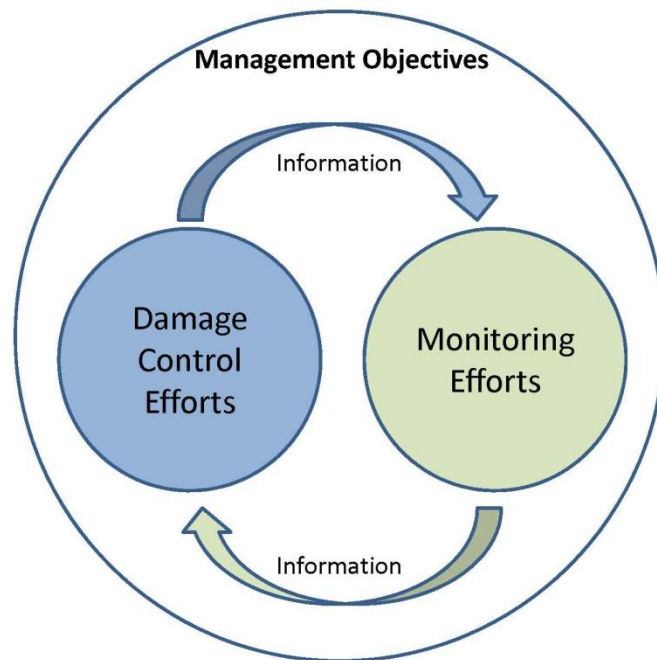 Management Objectives
Information
Damage
Control
Efforts
Monitoring
Efforts
Information